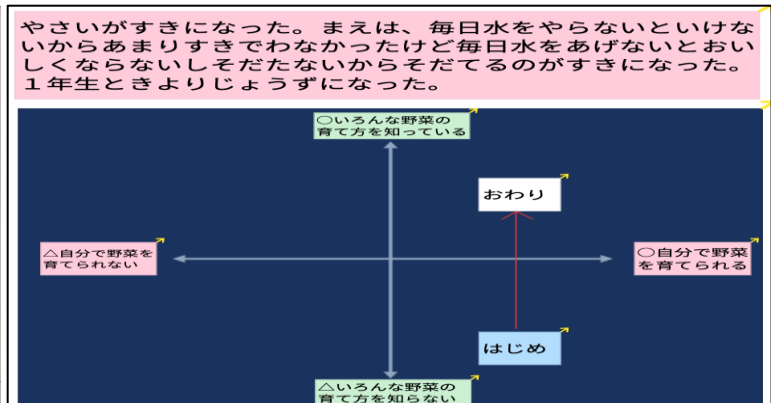 やさいがすきになった。まえは、毎日水をやらないといけな
いからあまりすきでわなかったけど毎日水をあげないとおい
しくならないしそだたないからそだてるのがすきになった。
１年生ときよりじょうずになった。
○いろんな野菜の
育て方を知っている
おわり
△自分で野菜を
育てられない
○自分で野菜
を育てられる
はじめ
△いろんな野菜の
育て方を知らない